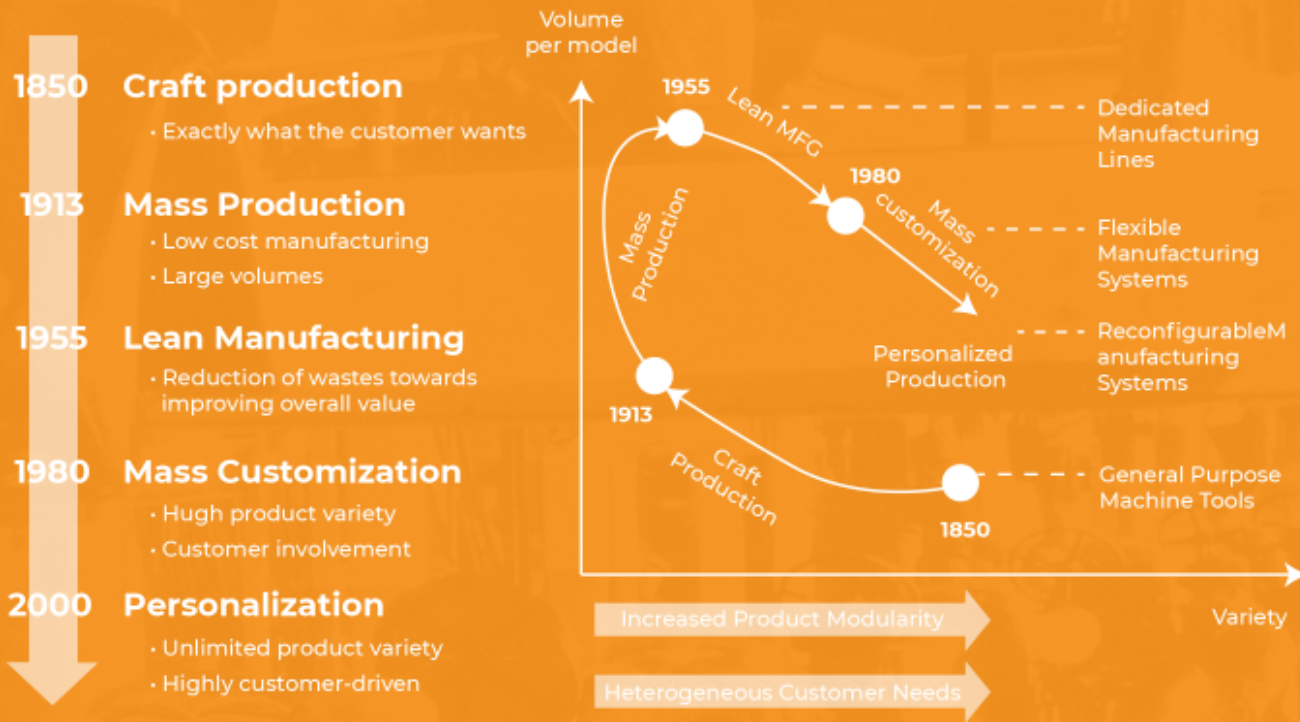 1850 Craft production
• Exactly what the customer wants
1913 Mass Production
• Low cost manufacturing
• Large volumes
1955 Lean Manufacturing
• Reduction of wastes towards
improving overall value
1980 Mass Customization
• Hugh product variety
• Customer involvement
2000 Personalization
• Unlimited product variety
• Highly customer-driven
Volume
per model
1955
Lean MFG
1980
Mass
customization
Mass
Production
Personalized
Production
1913
Craft
Production
1850
Dedicated
Manufacturing
Lines
Flexible
Manufacturing
Systems
ReconfigurableM
anufacturing
Systems
General Purpose
Machine Tools
Variety
Increased Product Modularity
Heterogeneous Customer Needs